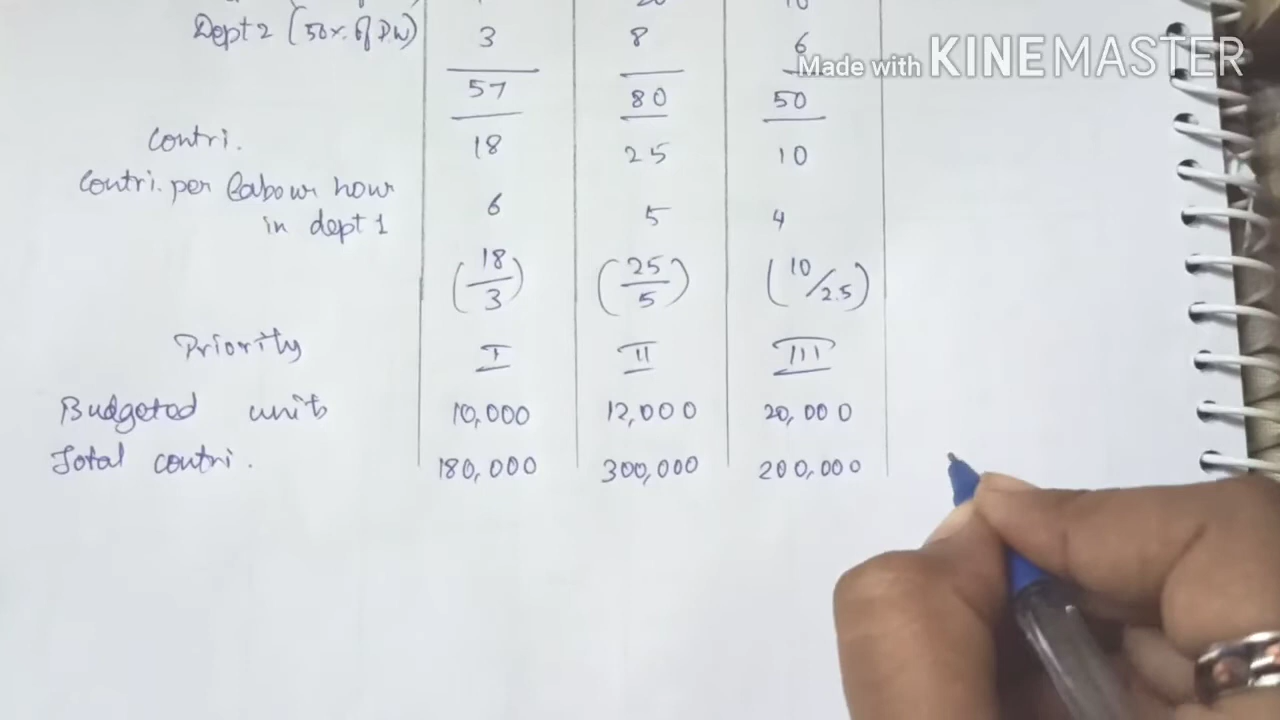 Dept 2 (50%. of D.W) 3 8 6
Made with KINEMASTER
57 80 50
Contri. 18 25 10
Contri. per labour hour
in dept 1 6 5 4
(18/3) (25/5) (10/2.5)
Priority I II III
Budgeted units 10,000 12,000 20,000
Total contri. 180,000 300,000 200,000